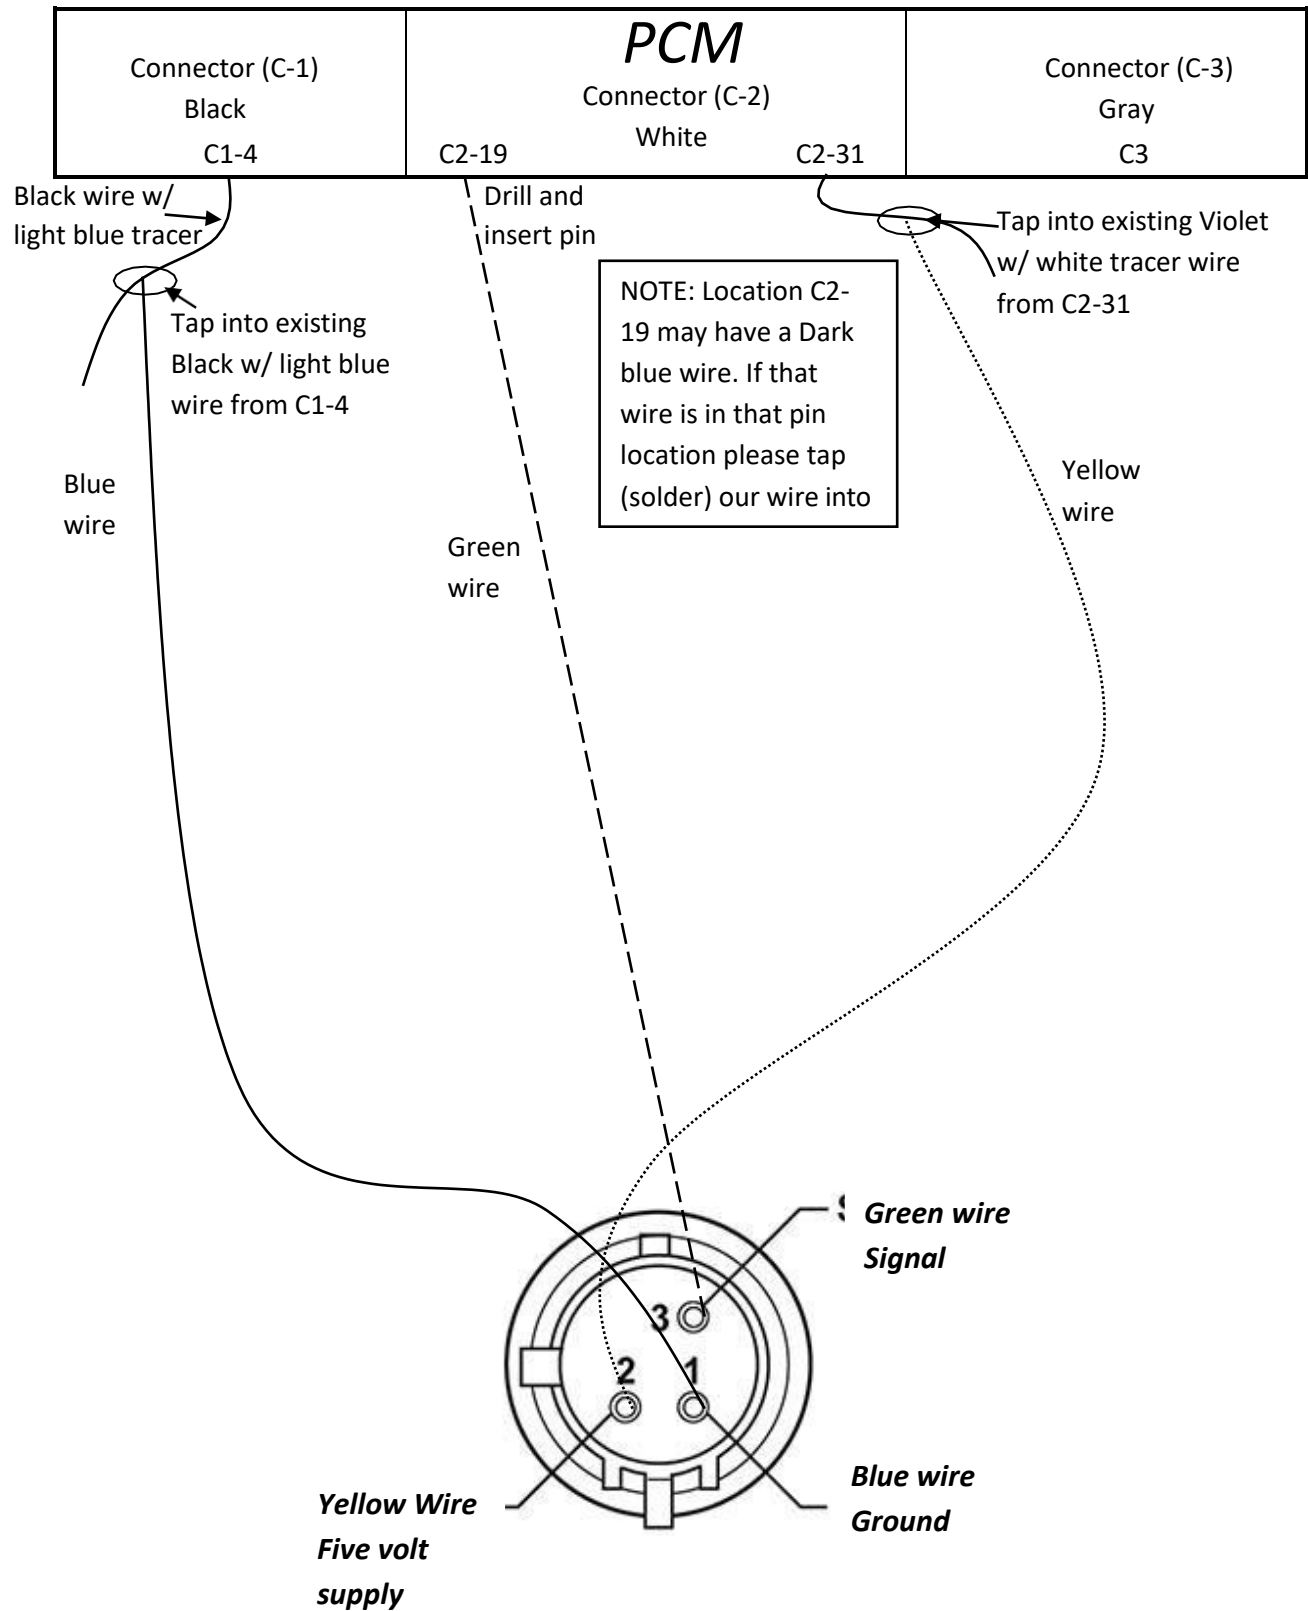 PCM
Connector (C-1)
Black
C1-4
Connector (C-2)
White
C2-19
C2-31
Connector (C-3)
Gray
C3
Black wire w/
light blue tracer
Drill and
insert pin
Tap into existing Violet
w/ white tracer wire
from C2-31
Tap into existing
Black w/ light blue
wire from C1-4
NOTE: Location C2-
19 may have a Dark
blue wire. If that
wire is in that pin
location please tap
(solder) our wire into
Blue
wire
Green
wire
Yellow
wire
Green wire
Signal
3
2
1
Blue wire
Ground
Yellow Wire
Five volt
supply